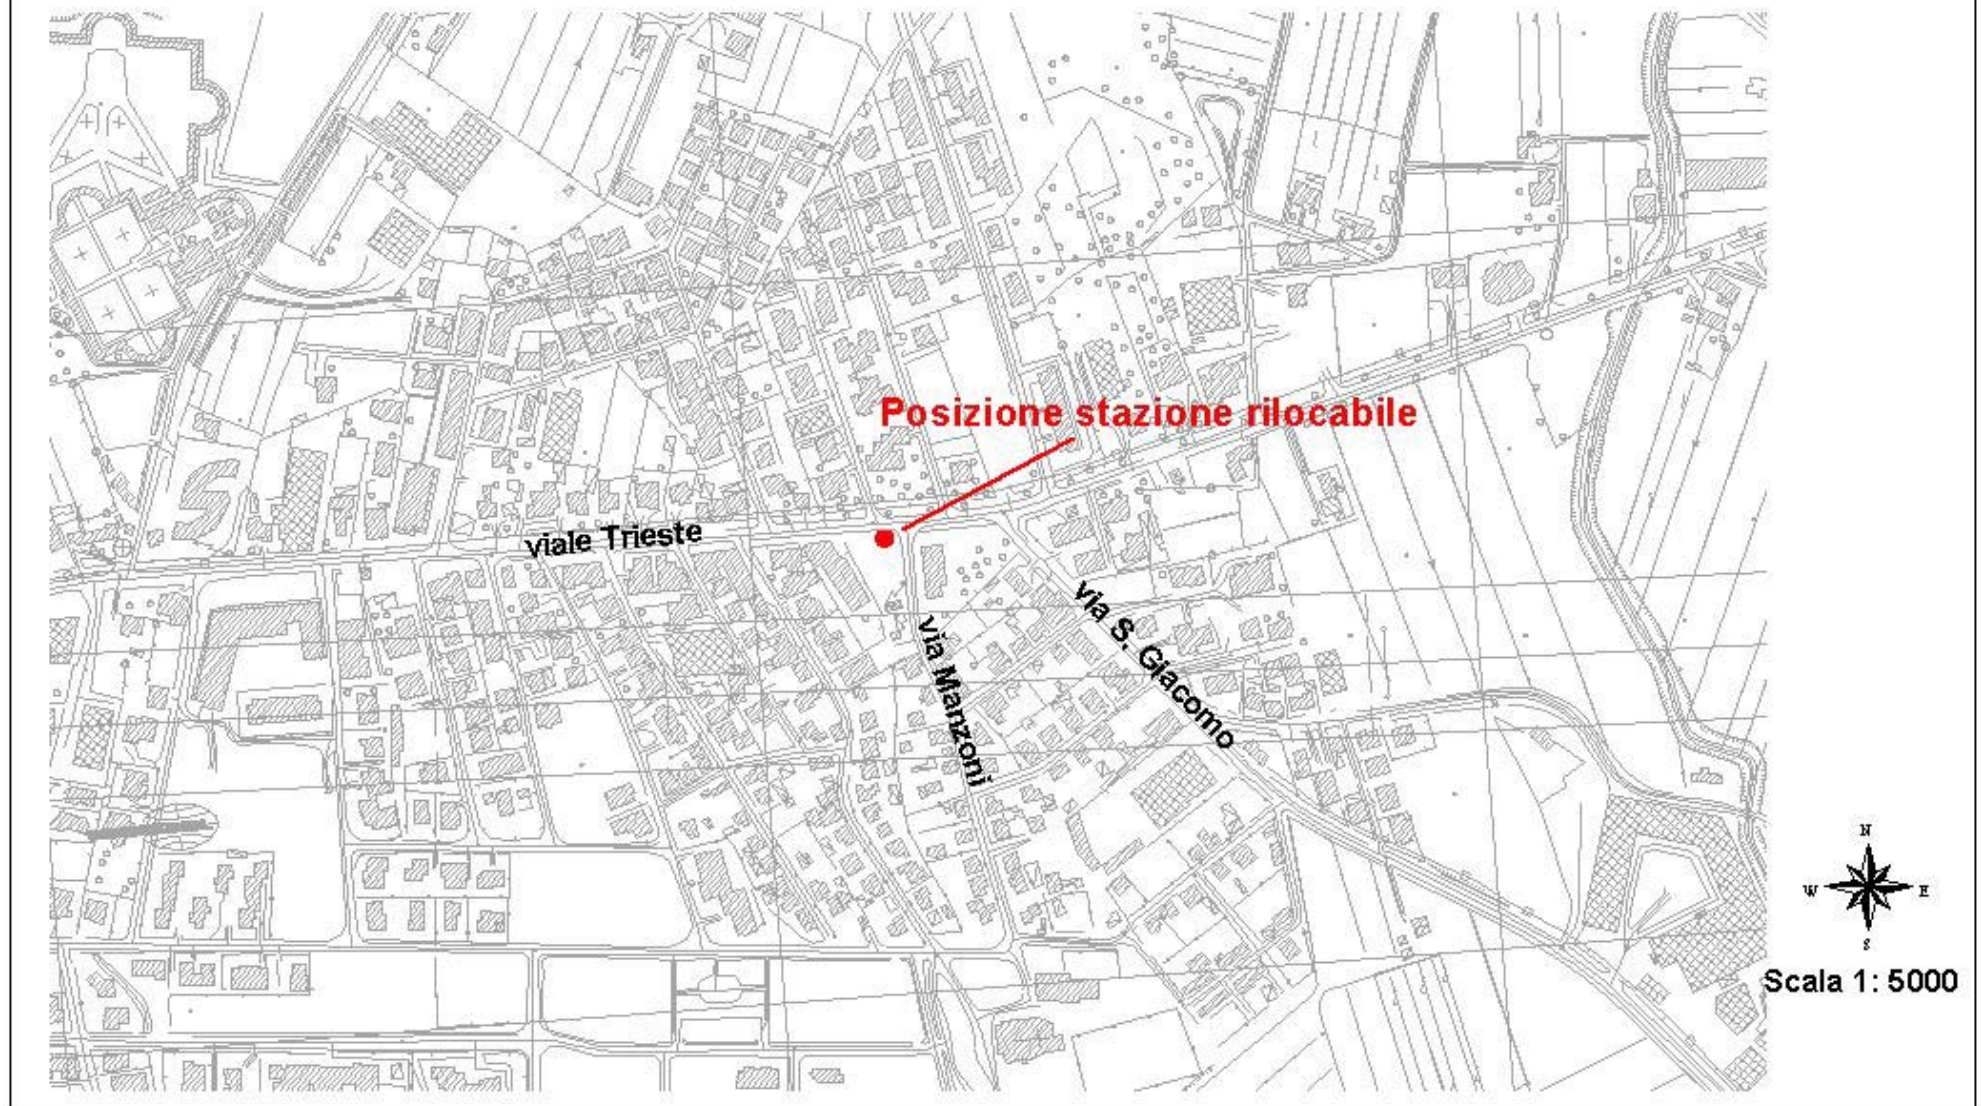 Posizione stazione rilocabile
viale Trieste
via S. Giacomo
via Manzoni
N
W E
S
Scala 1: 5000